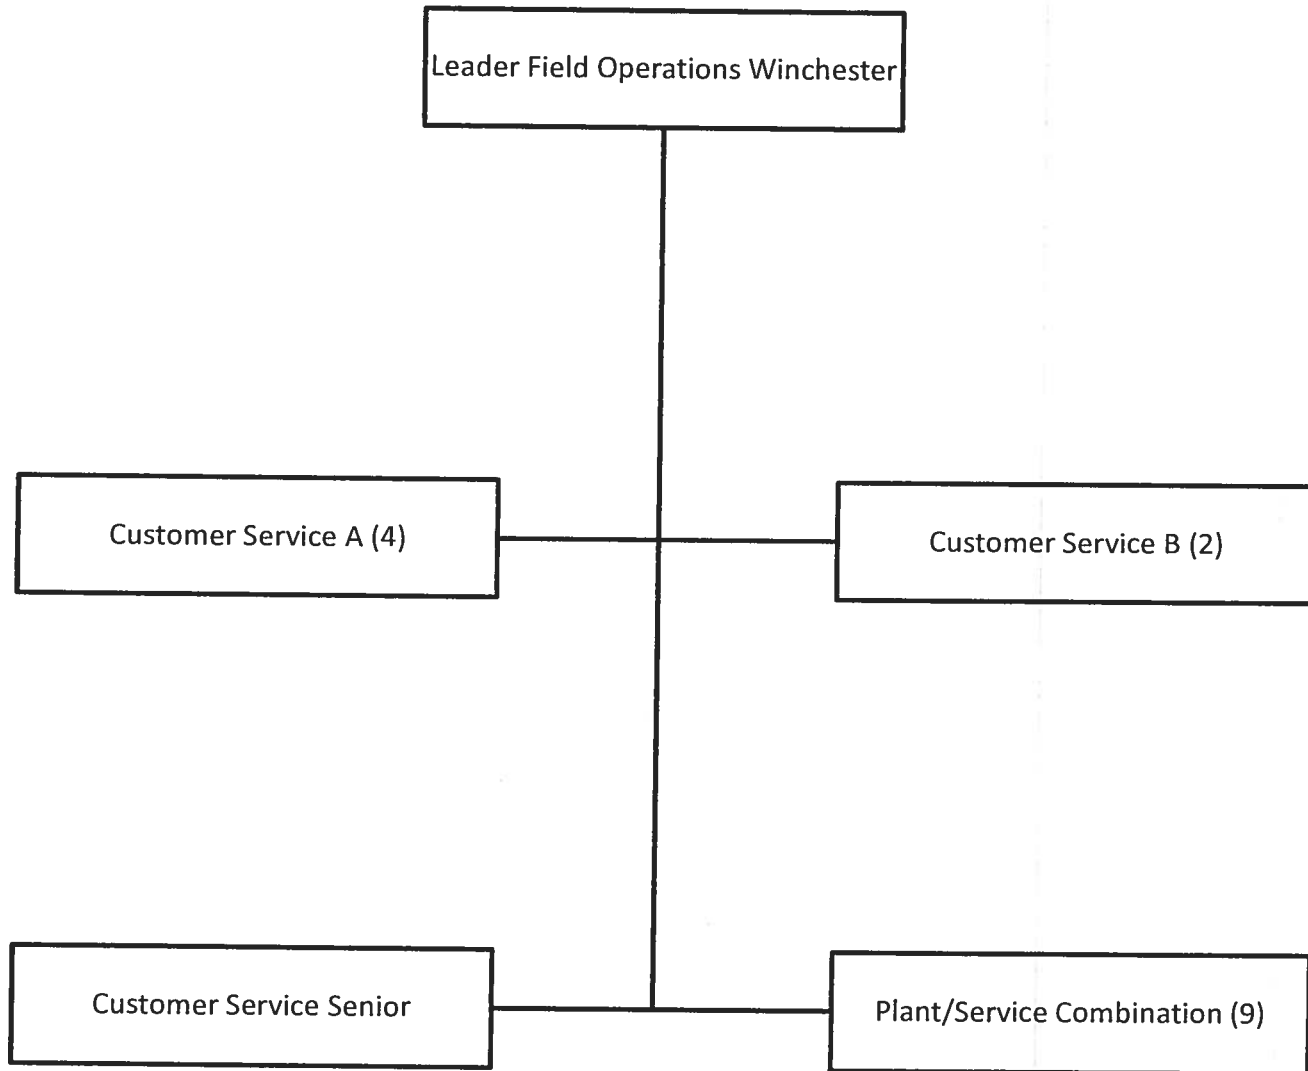 Leader Field Operations Winchester
Customer Service A (4)
Customer Service B (2)
Customer Service Senior
Plant/Service Combination (9)